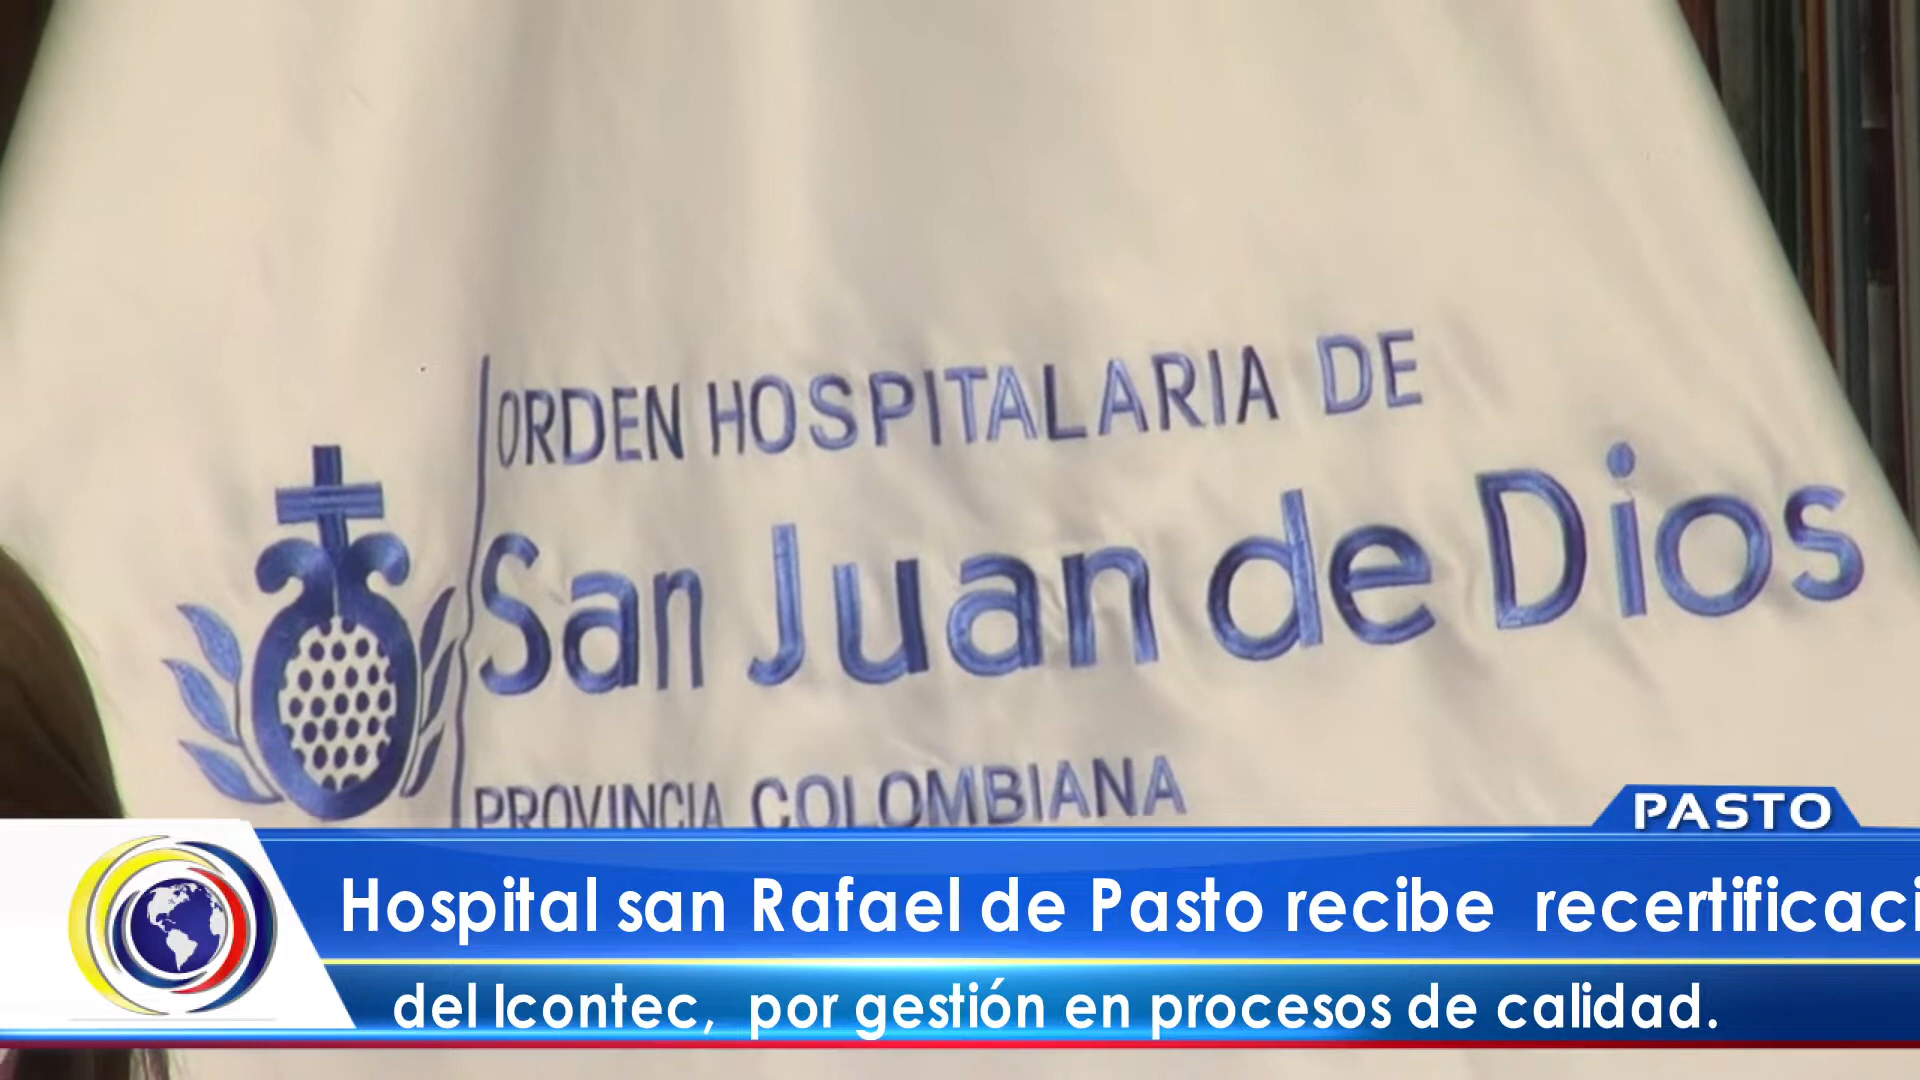 ORDEN HOSPITALARIA DE
San Juan de Dios
PROVINCIA COLOMBIANA
PASTO
Hospital san Rafael de Pasto recibe recertificaci
del Icontec, por gestión en procesos de calidad.